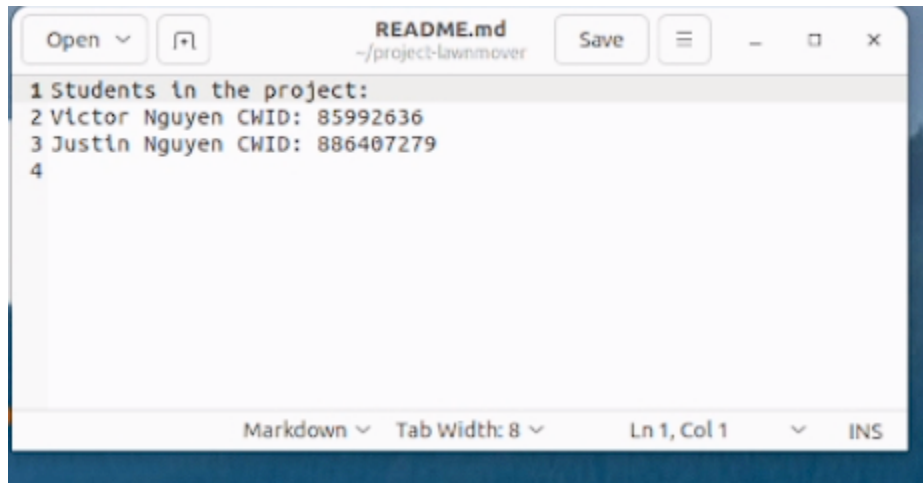 Open README.md Save
~/project-lawnmover
1 Students in the project:
2 Victor Nguyen CWID: 85992636
3 Justin Nguyen CWID: 886407279
4
Markdown Tab Width: 8 Ln 1, Col 1 INS